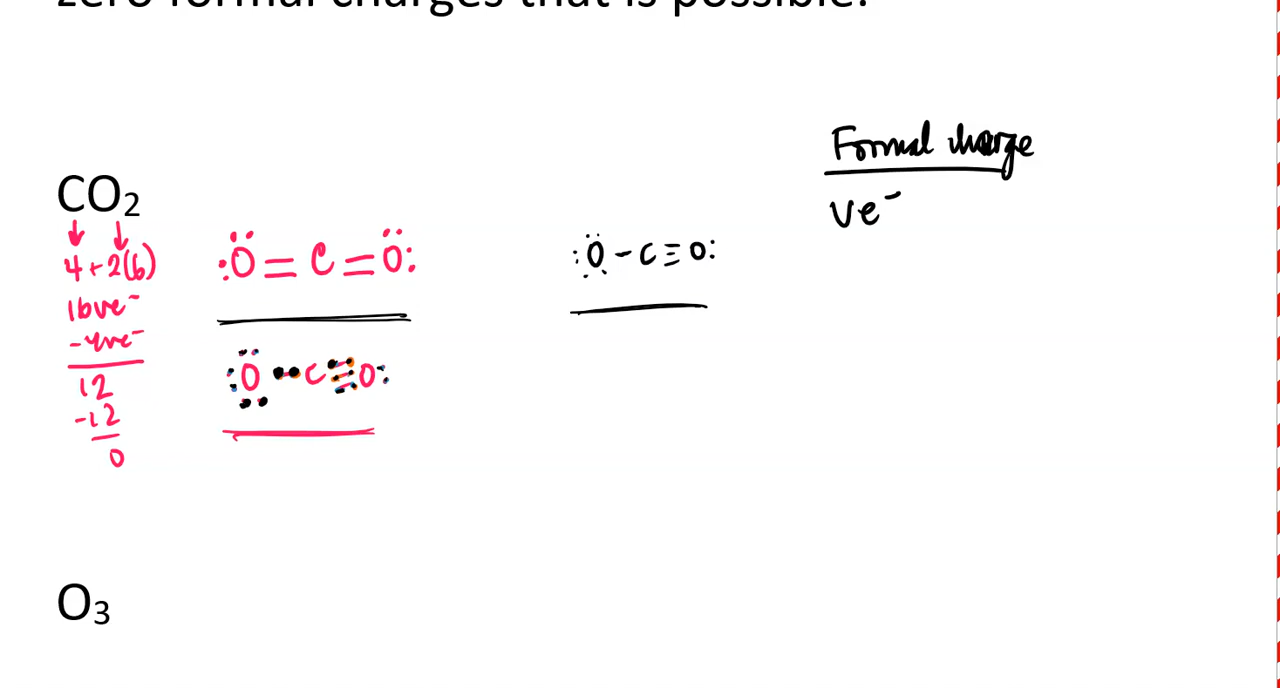 zero formal charges that is possible.
Formal charge
ve⁻
CO₂
4+2(6)
16ve⁻
-4ve⁻
12
-12
0
:Ö=C=Ö:
:Ö-C≡O:
:Ö-C≡O:
O₃